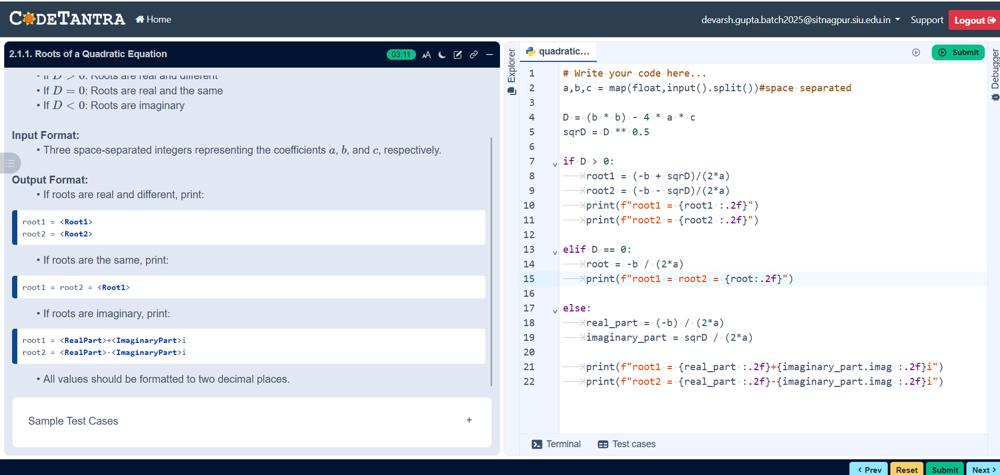 CODETANTRA
Home
devarsh.gupta.batch2025@sitnagpur.siu.edu.in
Support
Logout
2.1.1. Roots of a Quadratic Equation
03:11
AA
• If D > 0: Roots are real and different
• If D = 0: Roots are real and the same
• If D < 0: Roots are imaginary
Input Format:
• Three space-separated integers representing the coefficients a, b, and c, respectively.
Output Format:
• If roots are real and different, print:
root1 = <Root1>
root2 = <Root2>
• If roots are the same, print:
root1 = root2 = <Root1>
• If roots are imaginary, print:
root1 = <RealPart>+<ImaginaryPart>i
root2 = <RealPart>-<ImaginaryPart>i
• All values should be formatted to two decimal places.
Sample Test Cases
+
Explorer
quadratic...
Submit
Debugger
1 # Write your code here...
2 a,b,c = map(float,input().split())#space separated
3
4 D = (b * b) - 4 * a * c
5 sqrD = D ** 0.5
6
7 if D > 0:
8 root1 = (-b + sqrD)/(2*a)
9 root2 = (-b - sqrD)/(2*a)
10 print(f"root1 = {root1 :.2f}")
11 print(f"root2 = {root2 :.2f}")
12
13 elif D == 0:
14 root = -b / (2*a)
15 print(f"root1 = root2 = {root:.2f}")
16
17 else:
18 real_part = (-b) / (2*a)
19 imaginary_part = sqrD / (2*a)
20
21 print(f"root1 = {real_part :.2f}+{imaginary_part.imag :.2f}i")
22 print(f"root2 = {real_part :.2f}-{imaginary_part.imag :.2f}i")
Terminal
Test cases
< Prev
Reset
Submit
Next >